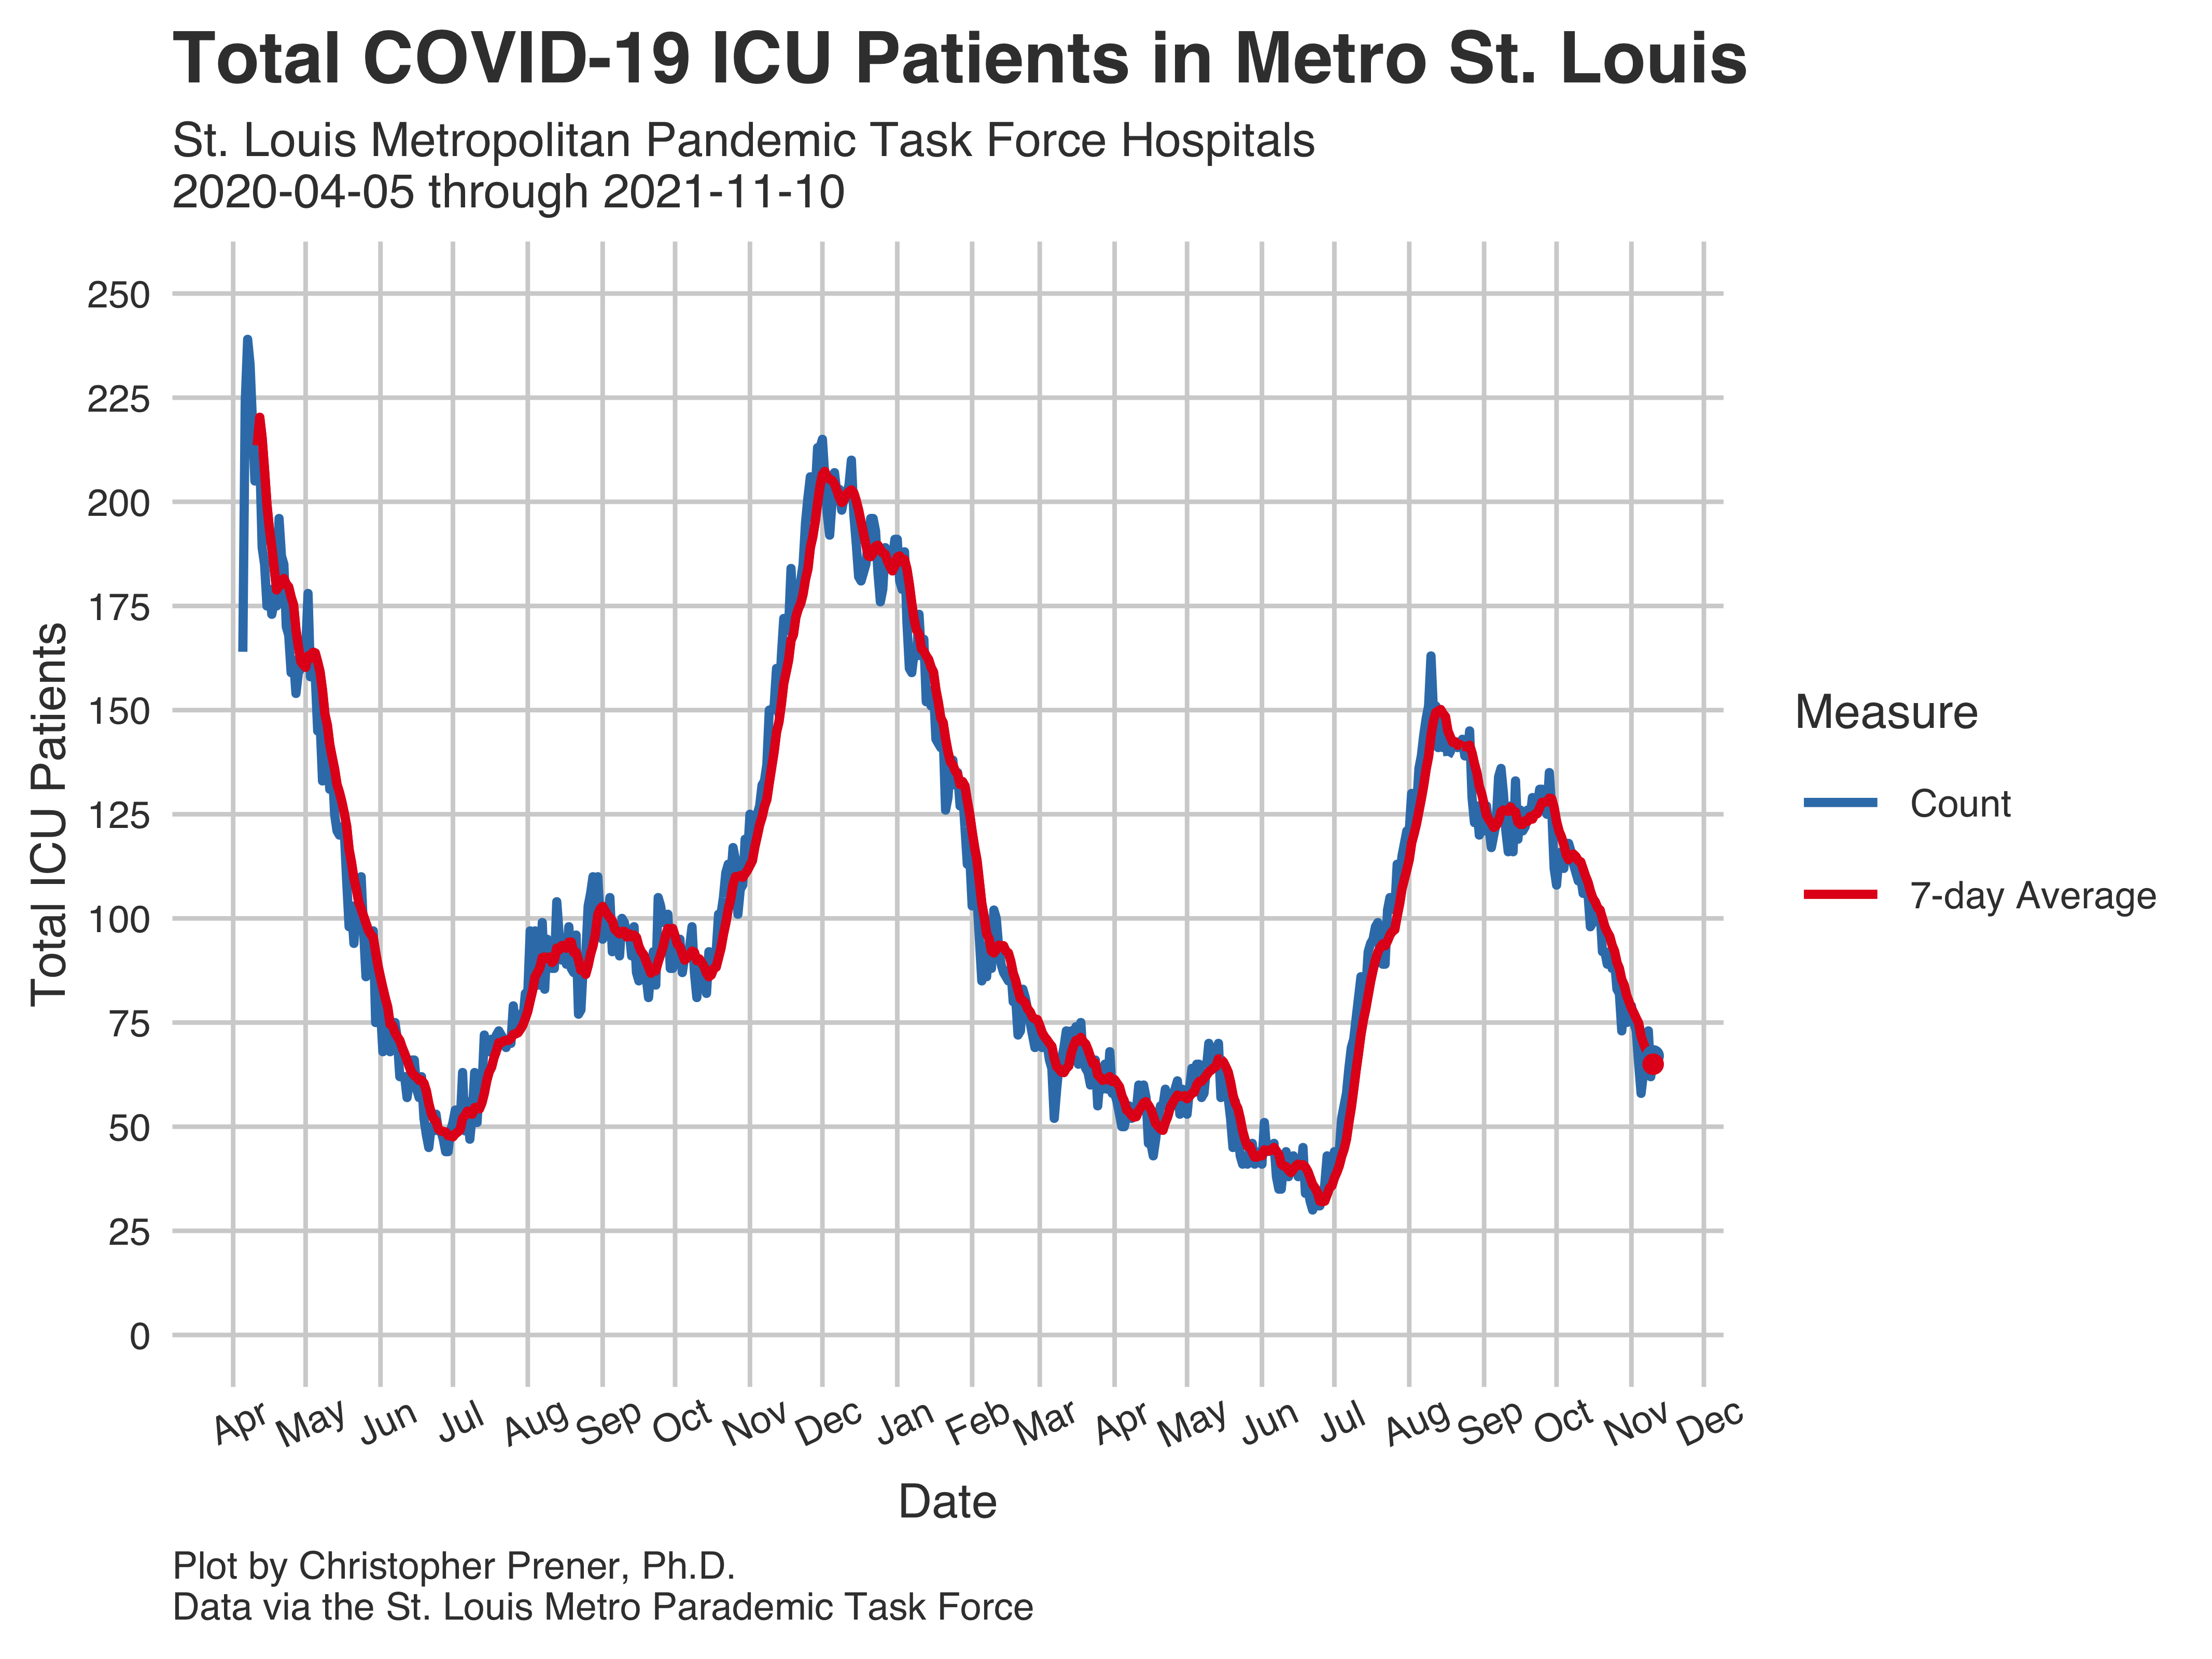 Total COVID-19 ICU Patients in Metro St. Louis
St. Louis Metropolitan Pandemic Task Force Hospitals
2020-04-05 through 2021-11-10
250
225
200
175
150
125
100
75
50
25
0
Total ICU Patients
Apr May Jun Jul Aug Sep Oct Nov Dec Jan Feb Mar Apr May Jun Jul Aug Sep Oct Nov Dec
Date
Measure
Count
7-day Average
Plot by Christopher Prener, Ph.D.
Data via the St. Louis Metro Parademic Task Force